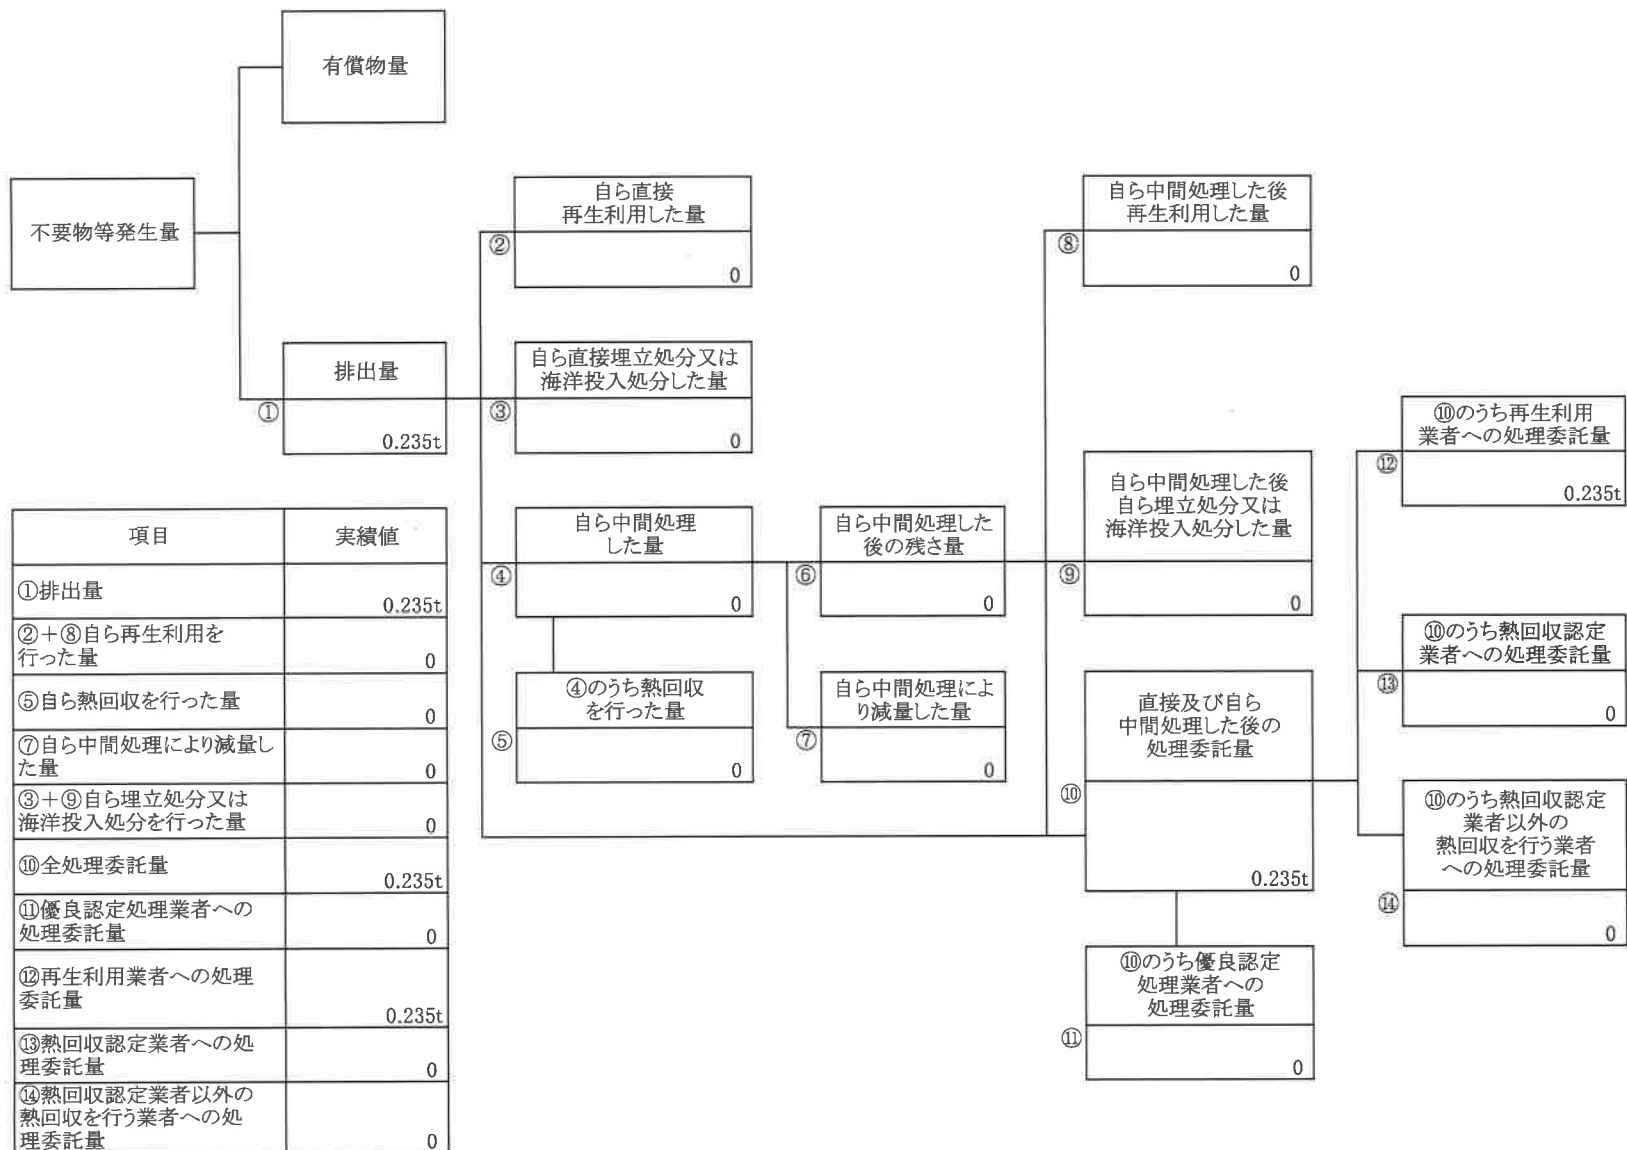 有償物量
不要物等発生量
自ら直接
再生利用した量
②
0
自ら中間処理した後
再生利用した量
⑧
0
排出量
①
0.235t
自ら直接埋立処分又は
海洋投入処分した量
③
0
自ら中間処理
した量
④
0
自ら中間処理した
後の残さ量
⑥
0
自ら中間処理した後
自ら埋立処分又は
海洋投入処分した量
⑨
0
④のうち熱回収
を行った量
⑤
0
自ら中間処理によ
り減量した量
⑦
0
直接及び自ら
中間処理した後の
処理委託量
⑩
0.235t
⑩のうち優良認定
処理業者への
処理委託量
⑪
0
⑩のうち再生利用
業者への処理委託量
⑫
0.235t
⑩のうち熱回収認定
業者への処理委託量
⑬
0
⑩のうち熱回収認定
業者以外の
熱回収を行う業者
への処理委託量
⑭
0
項目 実績値
①排出量 0.235t
②＋⑧自ら再生利用を
行った量 0
⑤自ら熱回収を行った量 0
⑦自ら中間処理により減量し
た量 0
③＋⑨自ら埋立処分又は
海洋投入処分を行った量 0
⑩全処理委託量 0.235t
⑪優良認定処理業者への
処理委託量 0
⑫再生利用業者への処理
委託量 0.235t
⑬熱回収認定業者への処
理委託量 0
⑭熱回収認定業者以外の
熱回収を行う業者への処
理委託量 0